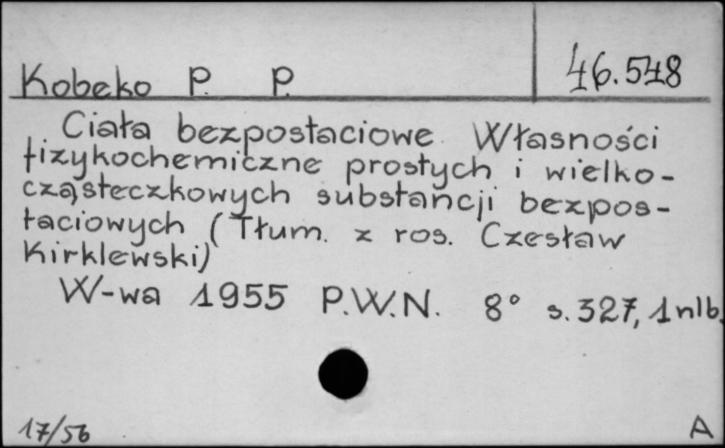 Kobeko P. P. 46.548
Ciała bezpostaciowe Własności
fizykochemiczne prostych i wielko-
cząsteczkowych substancji bezpos-
taciowych (Tłum. z ros. Czesław
Kirklewski)
W-wa 1955 P.W.N. 8° s. 327, 1 nlb.
17/56 A